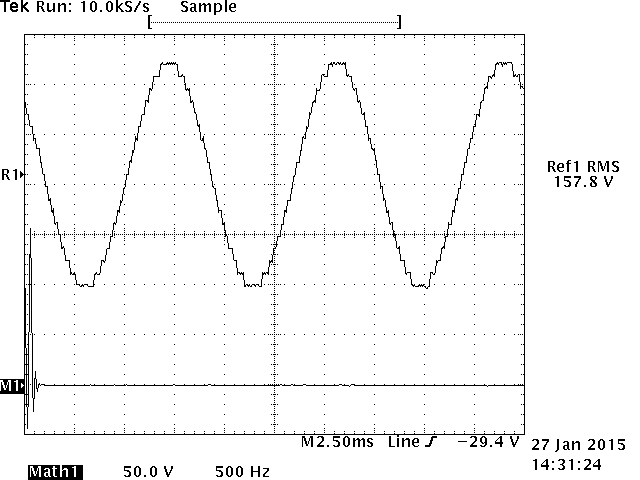 Tek Run: 10.0kS/s Sample
R1
Ref1 RMS
157.8 V
M1
M2.50ms Line -29.4 V
27 Jan 2015
14:31:24
Math1 50.0 V 500 Hz